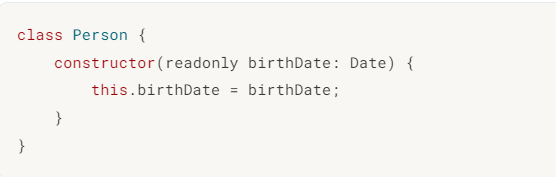 class Person {
    constructor(readonly birthDate: Date) {
        this.birthDate = birthDate;
    }
}